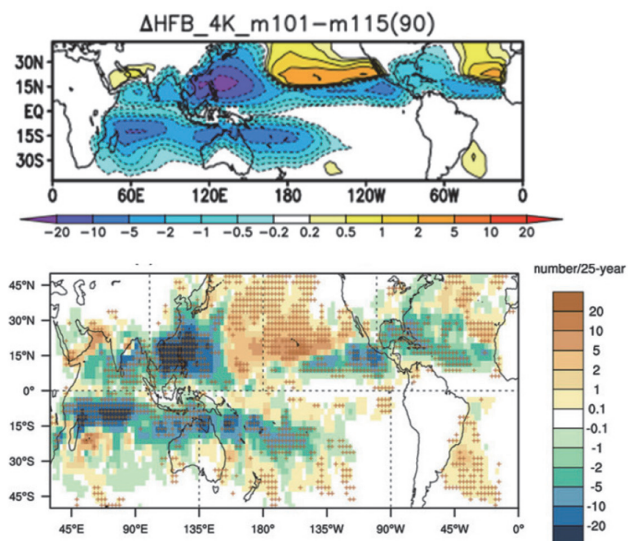 ΔHFB_4K_m101−m115(90)
30N
15N
EQ
15S
30S
0 60E 120E 180 120W 60W 0
-20 -10 -5 -2 -1 -0.5 -0.2 0.2 0.5 1 2 5 10 20
number/25-year
45°N
30°N
15°N
0°
15°S
30°S
45°S
45°E 90°E 135°E 180° 135°W 90°W 45°W 0°
20
10
5
2
1
0.1
-0.1
-1
-2
-5
-10
-20